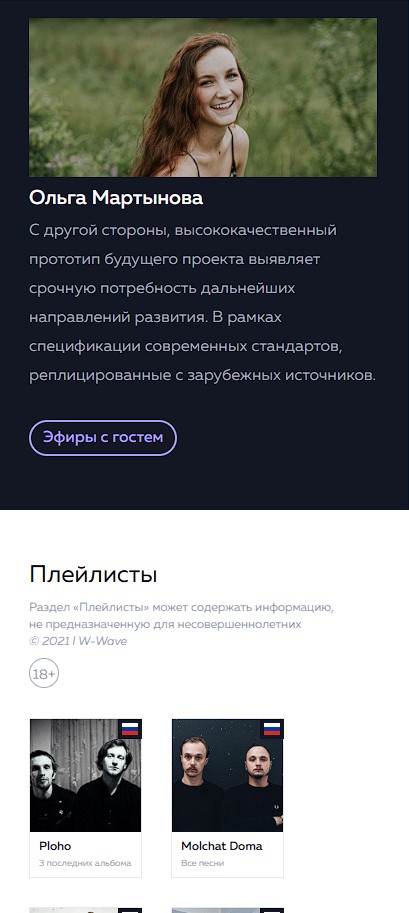 Ольга Мартынова
С другой стороны, высококачественный
прототип будущего проекта выявляет
срочную потребность дальнейших
направлений развития. В рамках
спецификации современных стандартов,
реплицированные с зарубежных источников.
Эфиры с гостем
Плейлисты
Раздел «Плейлисты» может содержать информацию,
не предназначенную для несовершеннолетних
© 2021 | W-Wave
18+
Ploho
3 последних альбома
Molchat Doma
Все песни